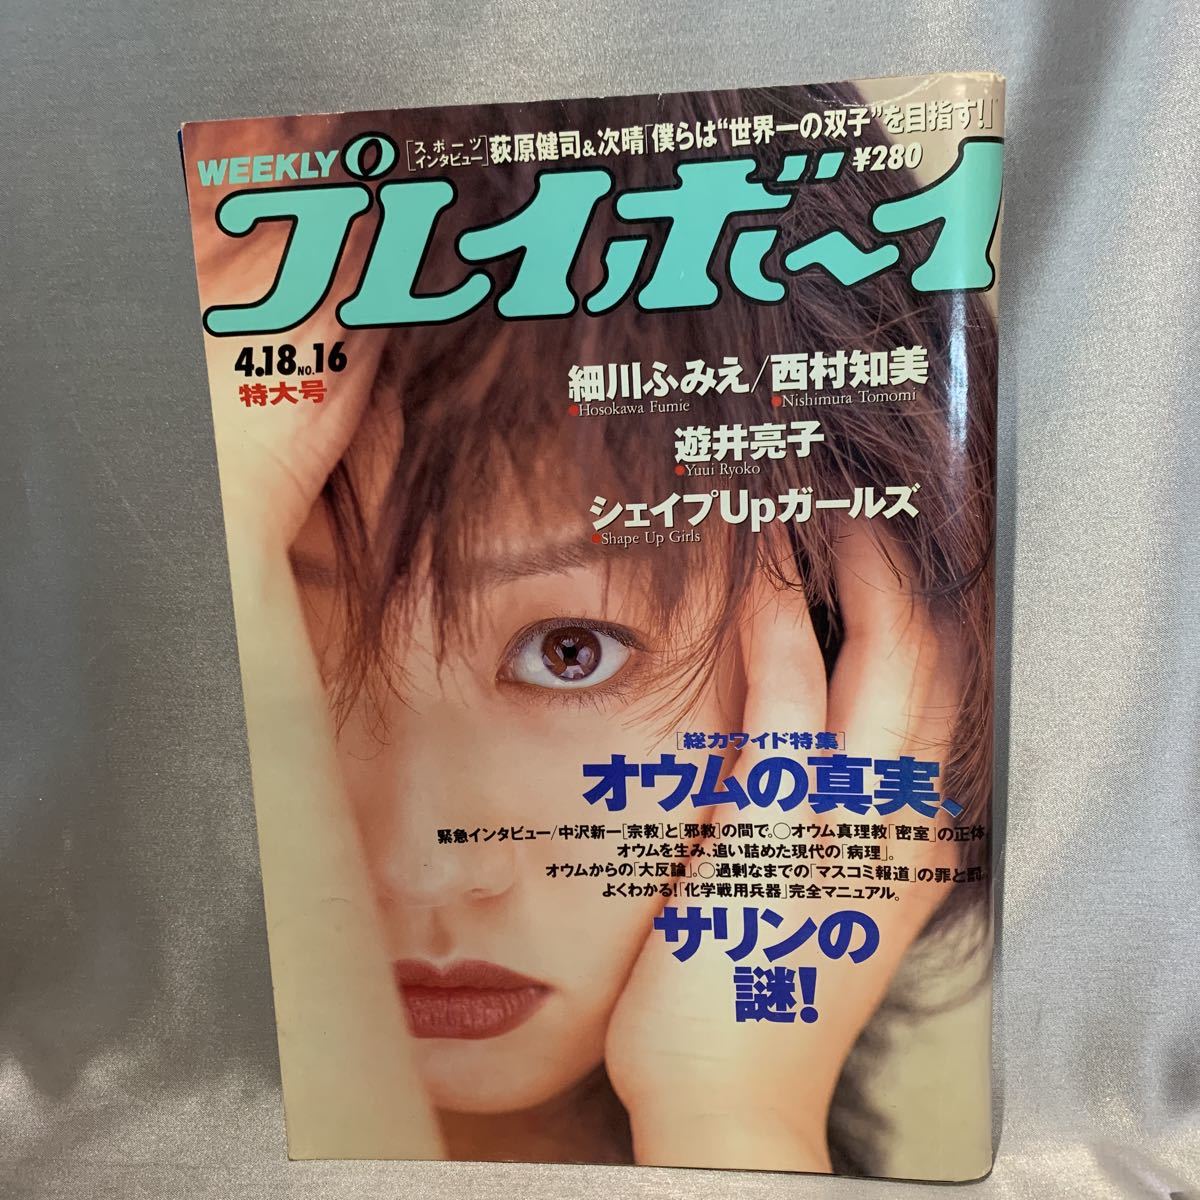 [スポーツインタビュー]荻原健司&次晴「僕らは“世界一の双子”を目指す!」
WEEKLY
¥280
プレイボーイ
4.18 NO.16
特大号
細川ふみえ/西村知美
Hosokawa Fumie Nishimura Tomomi
遊井亮子
Yuui Ryoko
シェイプUpガールズ
Shape Up Girls
[総力ワイド特集]
オウムの真実、
緊急インタビュー/中沢新一[宗教]と[邪教]の間で。○オウム真理教「密室」の正体。
オウムを生み、追い詰めた現代の「病理」。
オウムからの「大反論」。○過剰なまでの「マスコミ報道」の罪と罰。
よくわかる!「化学戦用兵器」完全マニュアル。
サリンの
謎!